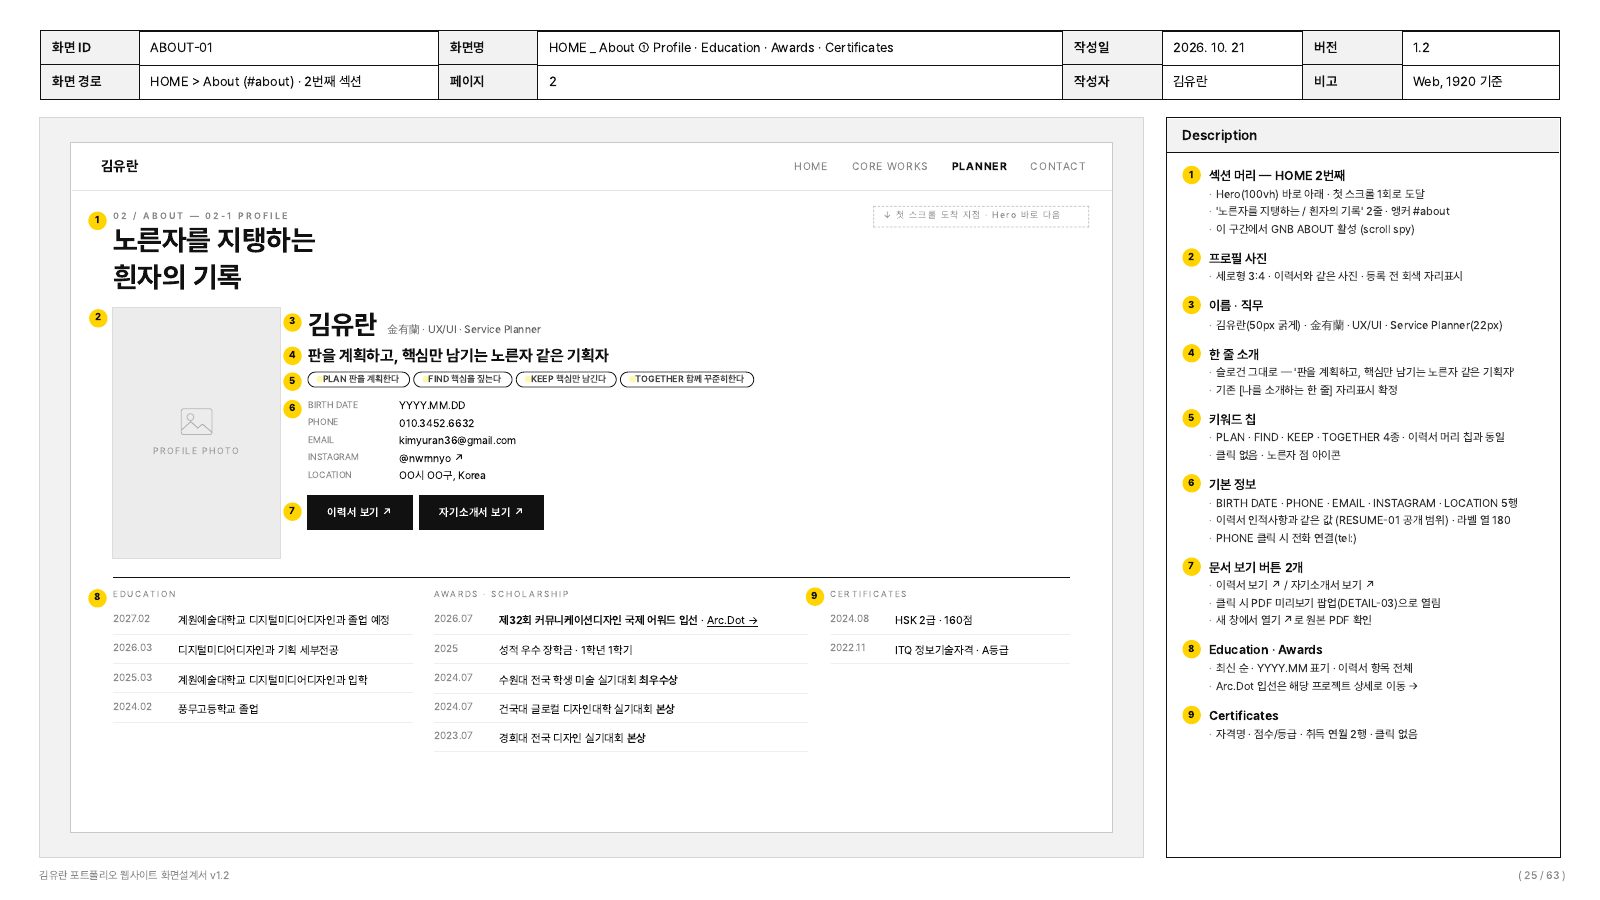 화면 ID ABOUT-01 화면명 HOME _ About ① Profile · Education · Awards · Certificates 작성일 2026. 10. 21 버전 1.2
화면 경로 HOME > About (#about) · 2번째 섹션 페이지 2 작성자 김유란 비고 Web, 1920 기준
김유란 HOME CORE WORKS PLANNER CONTACT
1 02 / ABOUT — 02-1 PROFILE
↓ 첫 스크롤 도착 지점 · Hero 바로 다음
노른자를 지탱하는
흰자의 기록
2
PROFILE PHOTO
3 김유란 金有蘭 · UX/UI · Service Planner
4 판을 계획하고, 핵심만 남기는 노른자 같은 기획자
5 PLAN 판을 계획한다 FIND 핵심을 짚는다 KEEP 핵심만 남긴다 TOGETHER 함께 꾸준히한다
6 BIRTH DATE YYYY.MM.DD
PHONE 010.3452.6632
EMAIL kimyuran36@gmail.com
INSTAGRAM @nwmnyo ↗
LOCATION OO시 OO구, Korea
7 이력서 보기 ↗ 자기소개서 보기 ↗
8 EDUCATION
2027.02 계원예술대학교 디지털미디어디자인과 졸업 예정
2026.03 디지털미디어디자인과 기획 세부전공
2025.03 계원예술대학교 디지털미디어디자인과 입학
2024.02 풍무고등학교 졸업
AWARDS · SCHOLARSHIP
2026.07 제32회 커뮤니케이션디자인 국제 어워드 입선 · Arc.Dot →
2025 성적 우수 장학금 · 1학년 1학기
2024.07 수원대 전국 학생 미술 실기대회 최우수상
2024.07 건국대 글로컬 디자인대학 실기대회 본상
2023.07 경희대 전국 디자인 실기대회 본상
9 CERTIFICATES
2024.08 HSK 2급 · 160점
2022.11 ITQ 정보기술자격 · A등급
Description
1 섹션 머리 — HOME 2번째
· Hero(100vh) 바로 아래 · 첫 스크롤 1회로 도달
· '노른자를 지탱하는 / 흰자의 기록' 2줄 · 앵커 #about
· 이 구간에서 GNB ABOUT 활성 (scroll spy)
2 프로필 사진
· 세로형 3:4 · 이력서와 같은 사진 · 등록 전 회색 자리표시
3 이름 · 직무
· 김유란(50px 굵게) · 金有蘭 · UX/UI · Service Planner(22px)
4 한 줄 소개
· 슬로건 그대로 — '판을 계획하고, 핵심만 남기는 노른자 같은 기획자'
· 기존 [나를 소개하는 한 줄] 자리표시 확정
5 키워드 칩
· PLAN · FIND · KEEP · TOGETHER 4종 · 이력서 머리 칩과 동일
· 클릭 없음 · 노른자 점 아이콘
6 기본 정보
· BIRTH DATE · PHONE · EMAIL · INSTAGRAM · LOCATION 5행
· 이력서 인적사항과 같은 값 (RESUME-01 공개 범위) · 라벨 열 180
· PHONE 클릭 시 전화 연결(tel:)
7 문서 보기 버튼 2개
· 이력서 보기 ↗ / 자기소개서 보기 ↗
· 클릭 시 PDF 미리보기 팝업(DETAIL-03)으로 열림
· 새 창에서 열기 ↗ 로 원본 PDF 확인
8 Education · Awards
· 최신 순 · YYYY.MM 표기 · 이력서 항목 전체
· Arc.Dot 입선은 해당 프로젝트 상세로 이동 →
9 Certificates
· 자격명 · 점수/등급 · 취득 연월 2행 · 클릭 없음
김유란 포트폴리오 웹사이트 화면설계서 v1.2
( 25 / 63 )